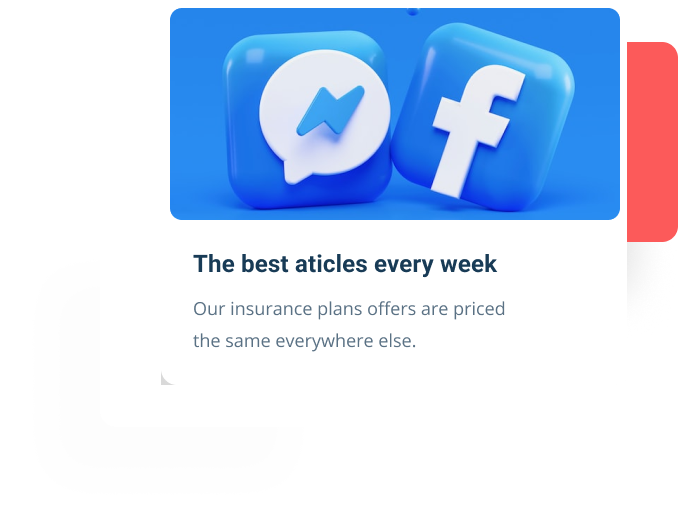 The best aticles every week
Our insurance plans offers are priced
the same everywhere else.